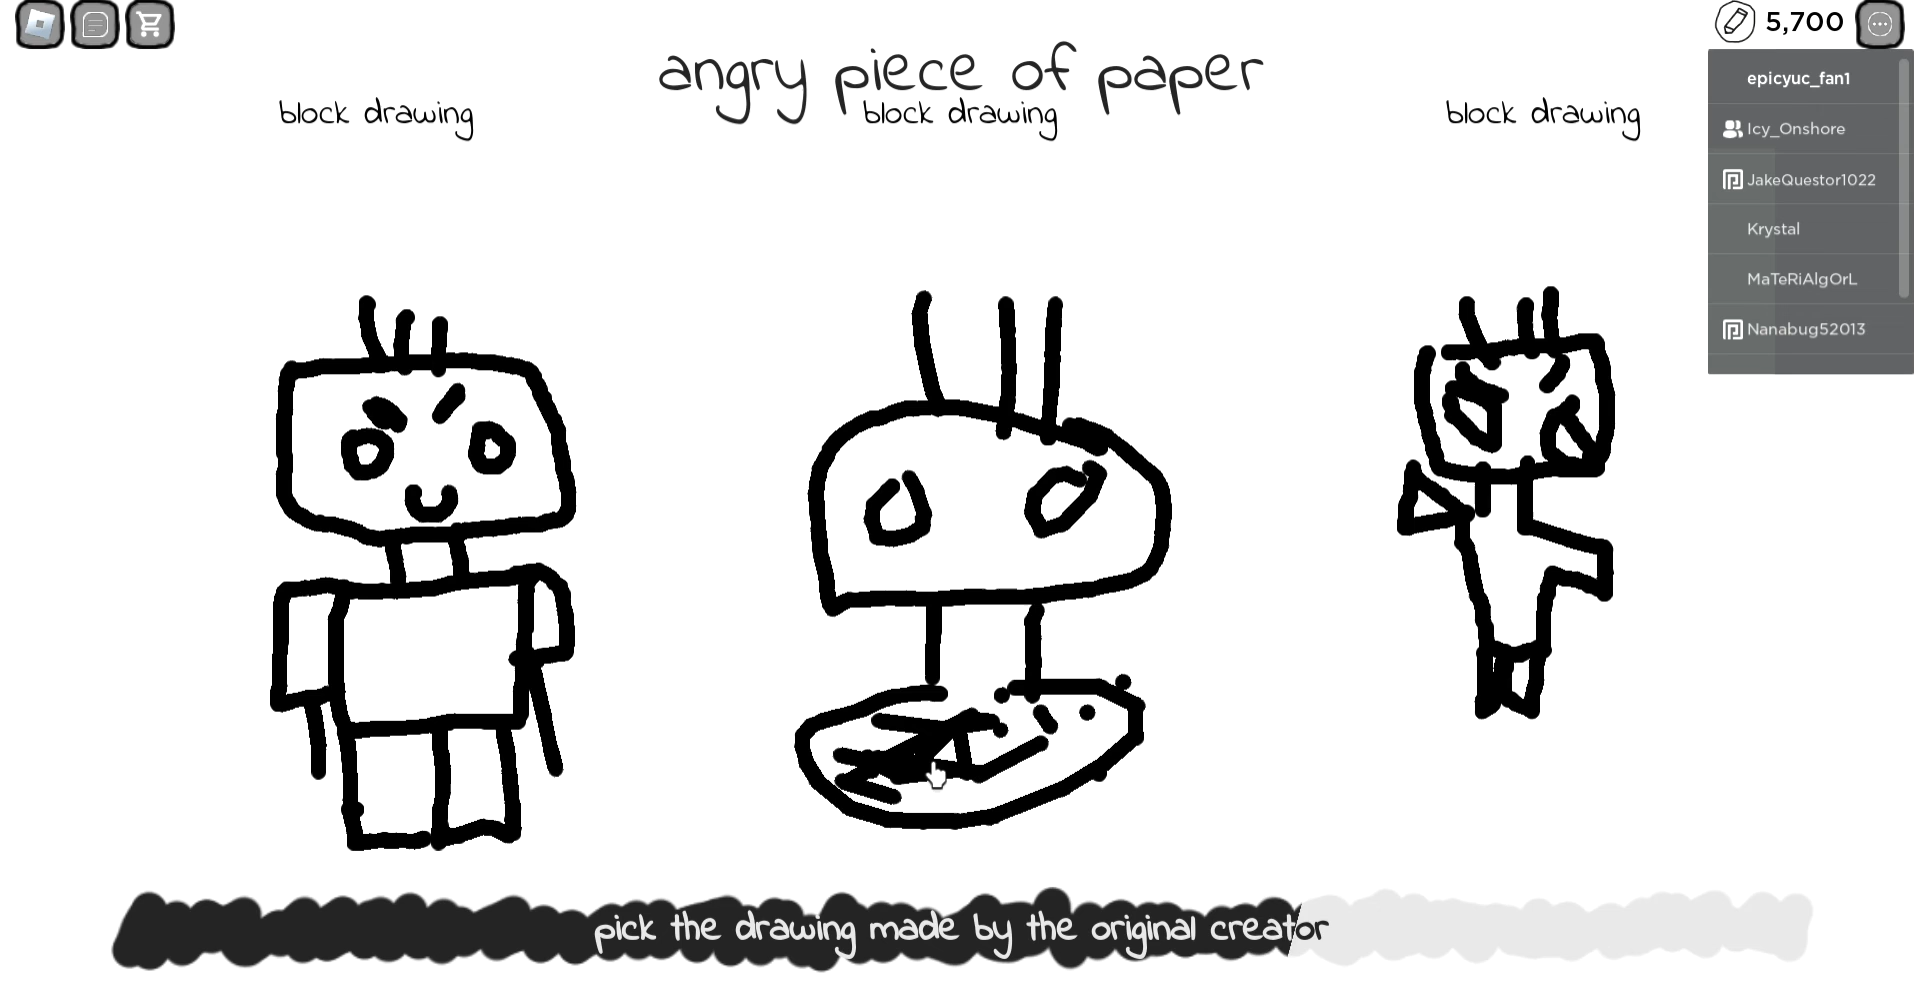 5,700
angry piece of paper
block drawing block drawing block drawing
epicyuc_fan1
Icy_Onshore
JakeQuestor1022
Krystal
MaTeRiAlgOrL
Nanabug52013
pick the drawing made by the original creator